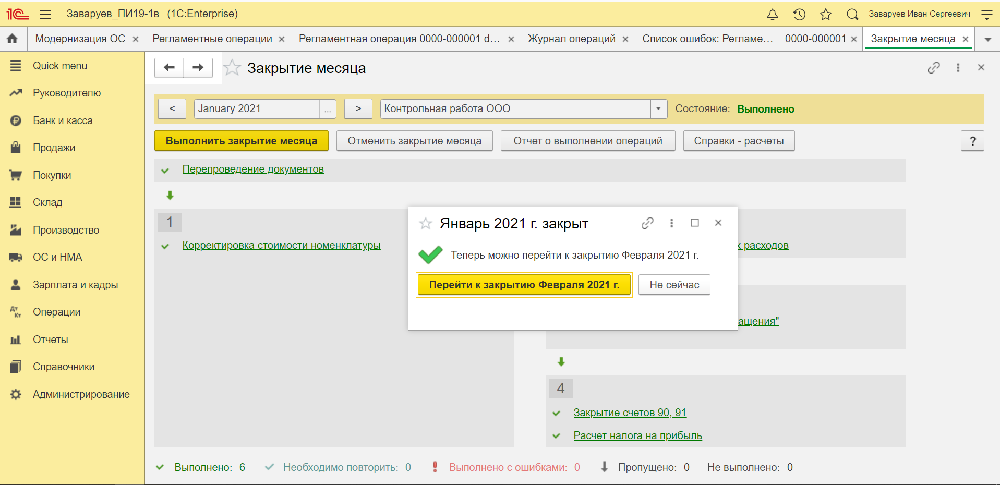 1С Заваруев_ПИ19-1в (1C:Enterprise) Заваруев Иван Сергеевич
Модернизация ОС × Регламентные операции × Регламентная операция 0000-000001 d... × Журнал операций × Список ошибок: Регламе... 0000-000001 × Закрытие месяца ×
Quick menu
Руководителю
Банк и касса
Продажи
Покупки
Склад
Производство
ОС и НМА
Зарплата и кадры
Дт Кт Операции
Отчеты
Справочники
Администрирование
Закрытие месяца
< January 2021 ... > Контрольная работа ООО Состояние: Выполнено
Выполнить закрытие месяца Отменить закрытие месяца Отчет о выполнении операций Справки - расчеты ?
Перепроведение документов
1
Корректировка стоимости номенклатуры
х расходов
ащения"
4
Закрытие счетов 90, 91
Расчет налога на прибыль
Январь 2021 г. закрыт
Теперь можно перейти к закрытию Февраля 2021 г.
Перейти к закрытию Февраля 2021 г. Не сейчас
Выполнено: 6 Необходимо повторить: 0 Выполнено с ошибками: 0 Пропущено: 0 Не выполнено: 0